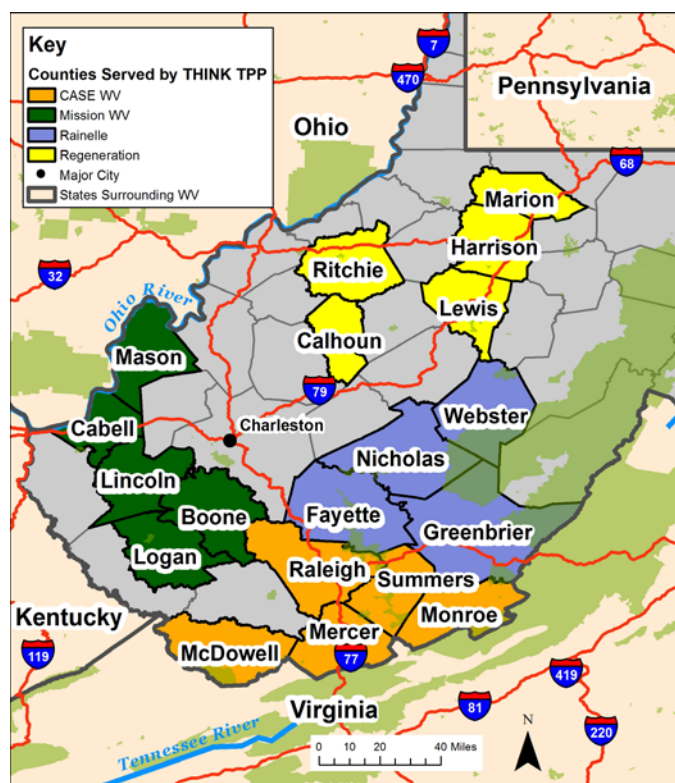 Key
Counties Served by THINK TPP
CASE WV
Mission WV
Rainelle
Regeneration
Major City
States Surrounding WV
7
470
Pennsylvania
Ohio
68
Marion
Harrison
Ritchie
32
Ohio River
Lewis
Calhoun
Mason
79
Webster
Cabell
Charleston
Nicholas
Lincoln
Fayette
Boone
Greenbrier
Logan
Raleigh
Summers
Kentucky
Monroe
Mercer
McDowell
119
77
419
81
Virginia
220
Tennessee River
N
0 10 20 40 Miles